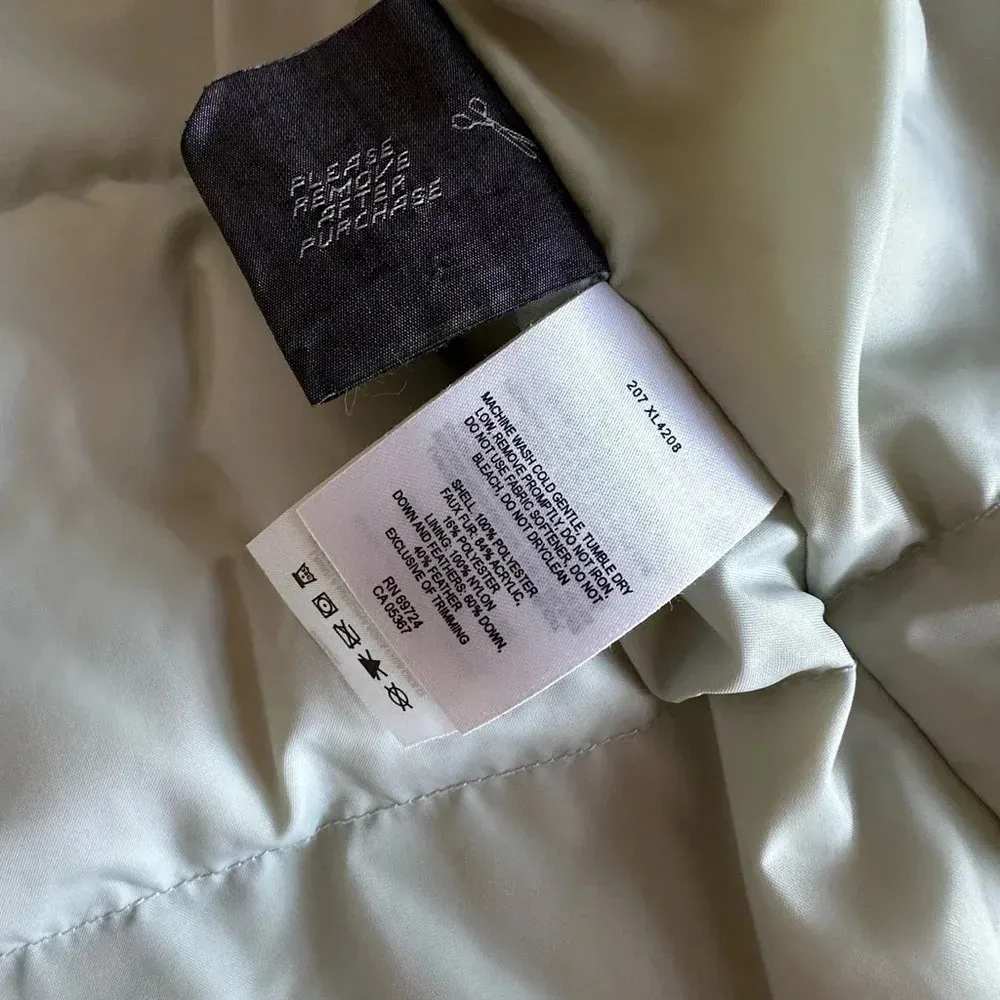 PLEASE
REMOVE
AFTER
PURCHASE
207 XL4208
MACHINE WASH COLD GENTLE, TUMBLE DRY
LOW, REMOVE PROMPTLY, DO NOT IRON,
DO NOT USE FABRIC SOFTENER, DO NOT
BLEACH, DO NOT DRYCLEAN
SHELL: 100% POLYESTER
FAUX FUR: 84% ACRYLIC,
16% POLYESTER
LINING: 100% NYLON
DOWN AND FEATHERS: 60% DOWN,
40% FEATHER
EXCLUSIVE OF TRIMMING
RN 69724
CA 05367